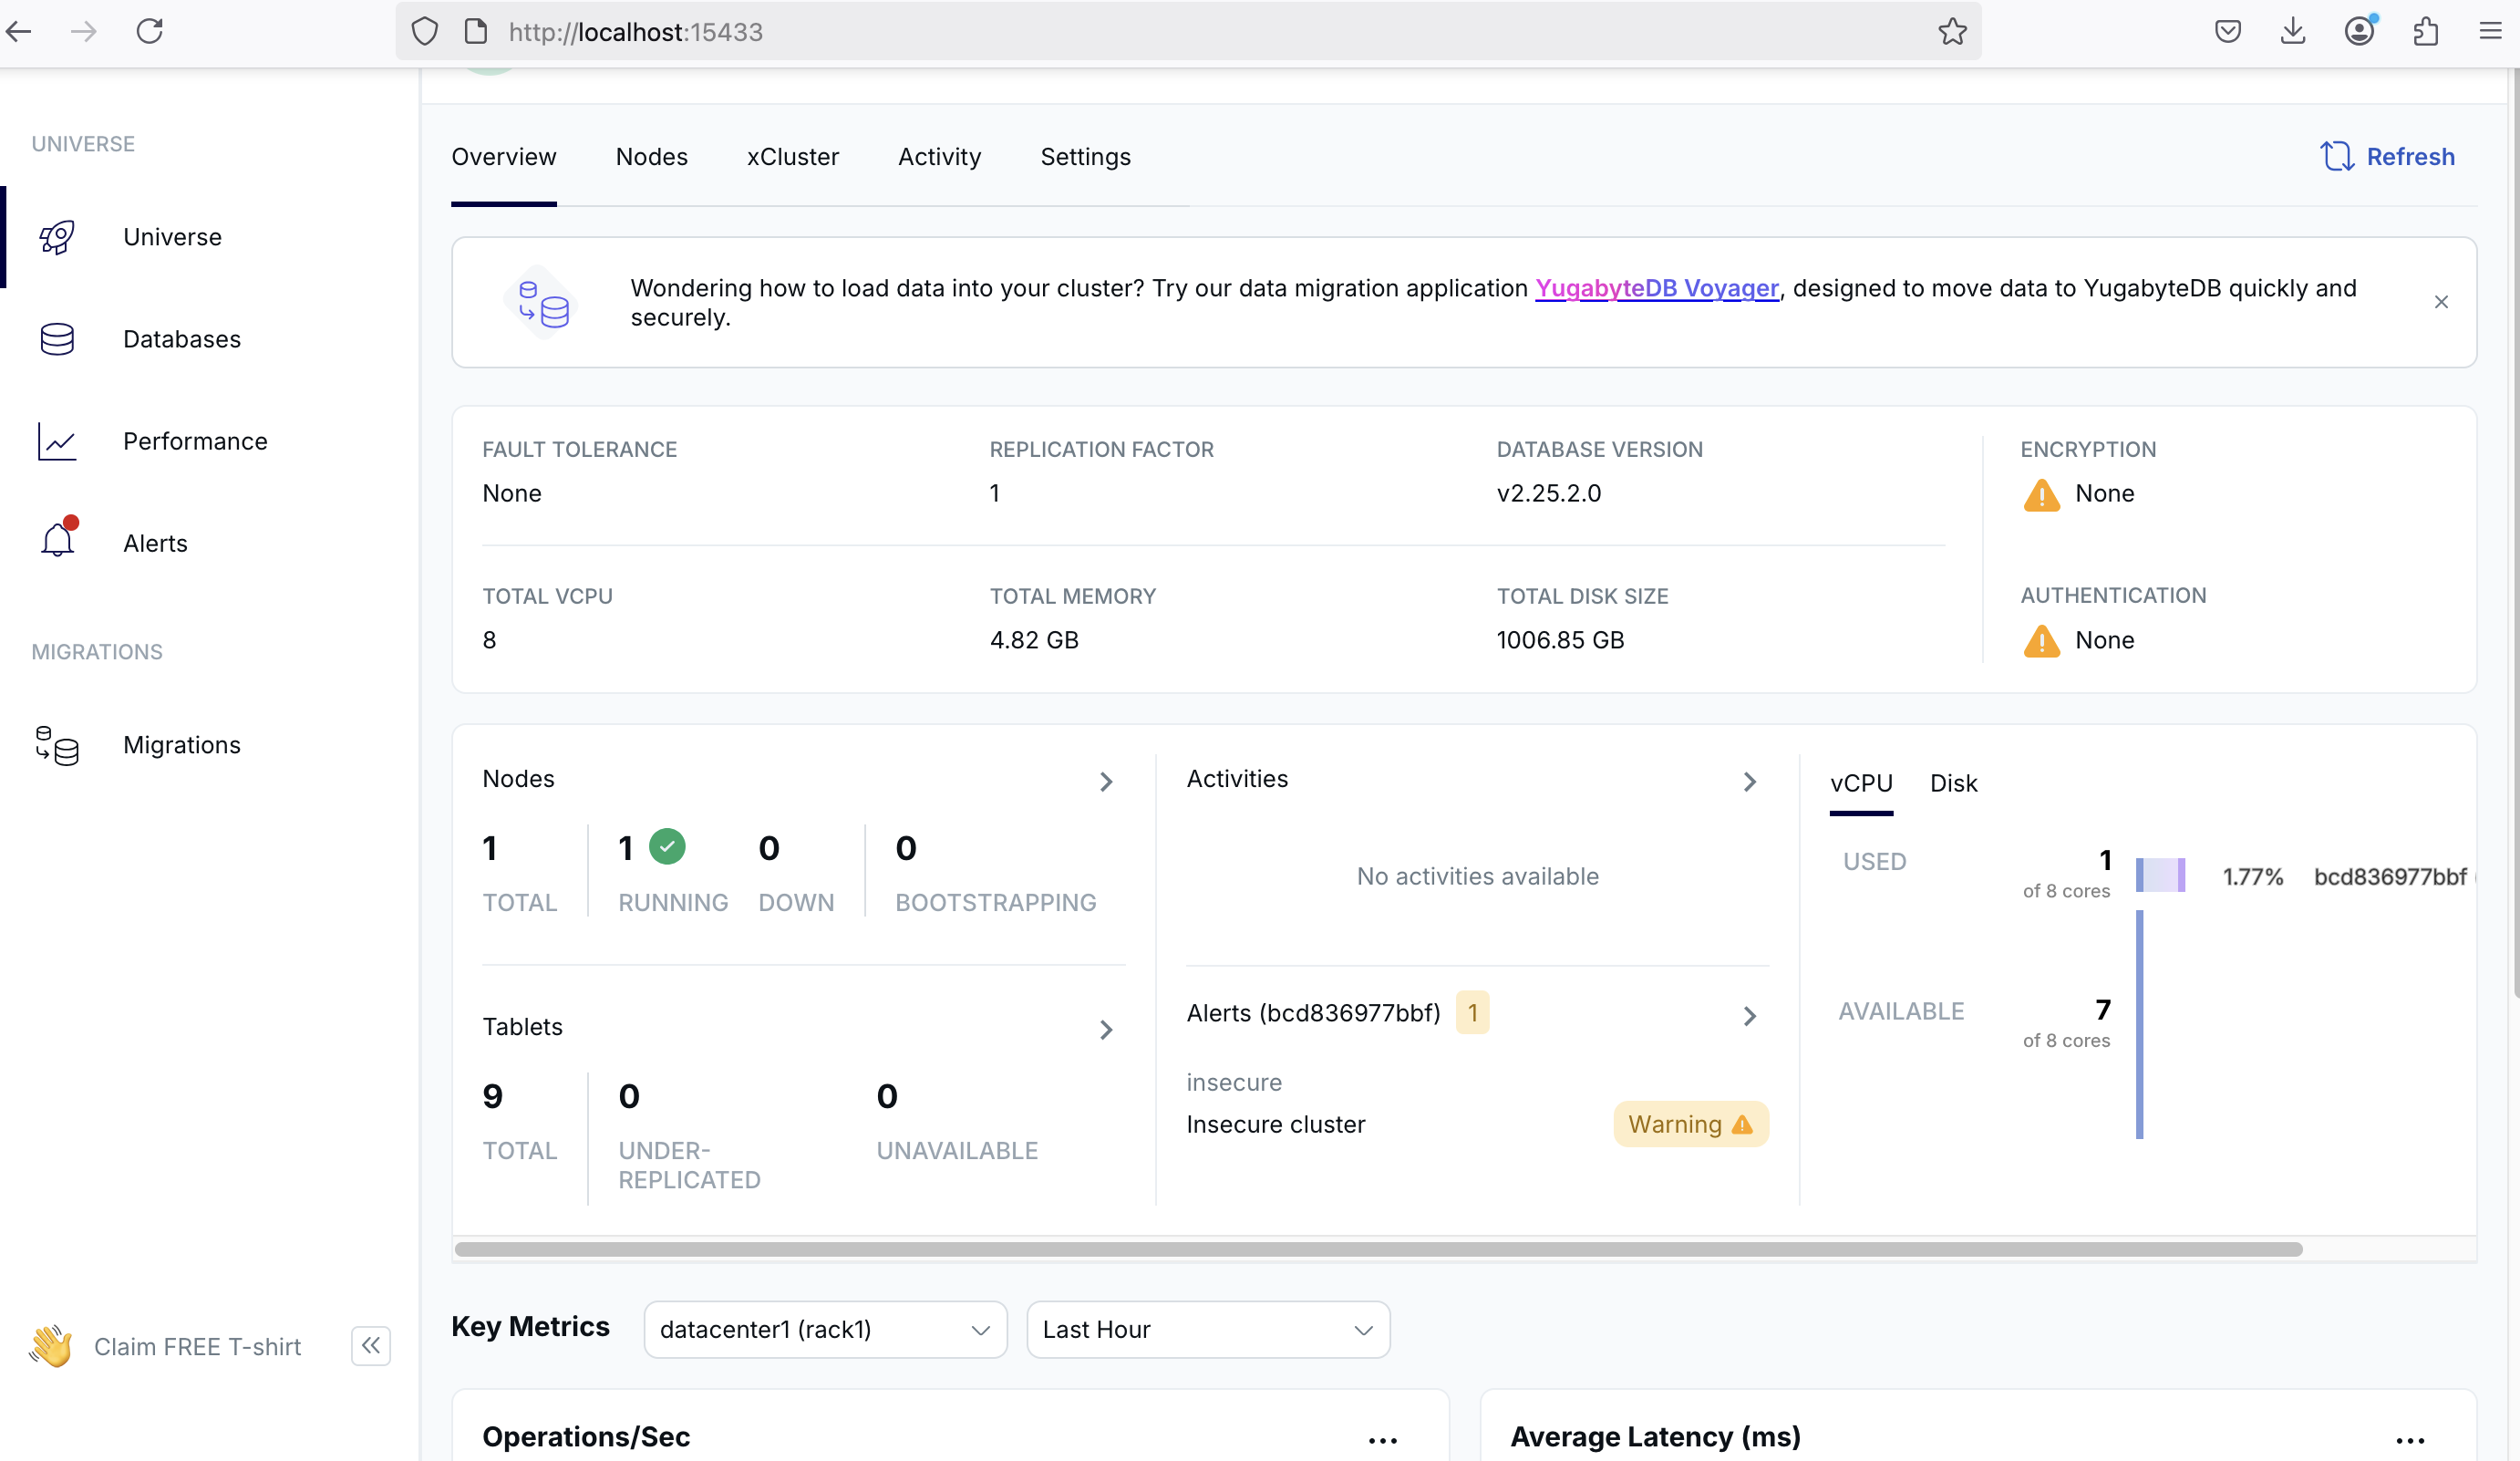 http://localhost:15433
UNIVERSE
Universe
Databases
Performance
Alerts
MIGRATIONS
Migrations
Claim FREE T-shirt
Overview Nodes xCluster Activity Settings Refresh
Wondering how to load data into your cluster? Try our data migration application YugabyteDB Voyager, designed to move data to YugabyteDB quickly and
securely.
FAULT TOLERANCE REPLICATION FACTOR DATABASE VERSION ENCRYPTION
None 1 v2.25.2.0 None
TOTAL VCPU TOTAL MEMORY TOTAL DISK SIZE AUTHENTICATION
8 4.82 GB 1006.85 GB None
Nodes
1 1 0 0
TOTAL RUNNING DOWN BOOTSTRAPPING
Tablets
9 0 0
TOTAL UNDER- UNAVAILABLE
REPLICATED
Activities
No activities available
Alerts (bcd836977bbf) 1
insecure
Insecure cluster Warning
vCPU Disk
USED 1
of 8 cores
1.77% bcd836977bbf
AVAILABLE 7
of 8 cores
Key Metrics datacenter1 (rack1) Last Hour
Operations/Sec Average Latency (ms)